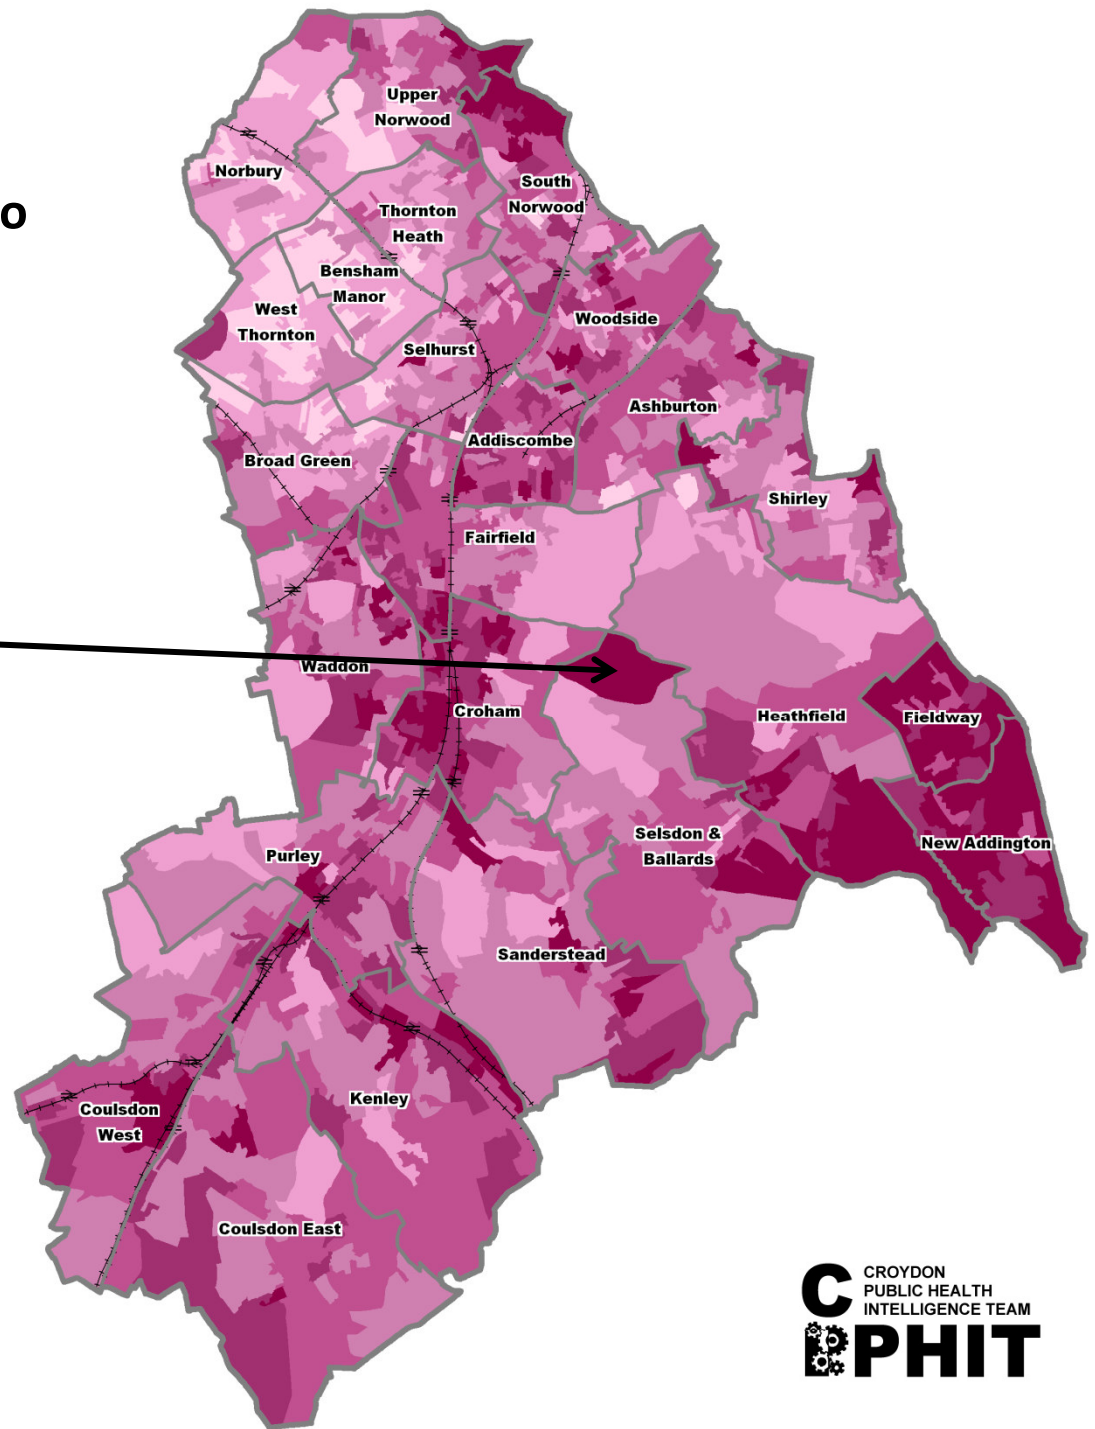 Upper
Norwood
Norbury
South
Norwood
o
Thornton
Heath
Bensham
Manor
West
Thornton
Woodside
Selhurst
Ashburton
Addiscombe
Broad Green
Shirley
Fairfield
Waddon
Croham
Heathfield
Fieldway
Selsdon &
Ballards
New Addington
Purley
Sanderstead
Kenley
Coulsdon
West
Coulsdon East
C
CROYDON
PUBLIC HEALTH
INTELLIGENCE TEAM
PHIT